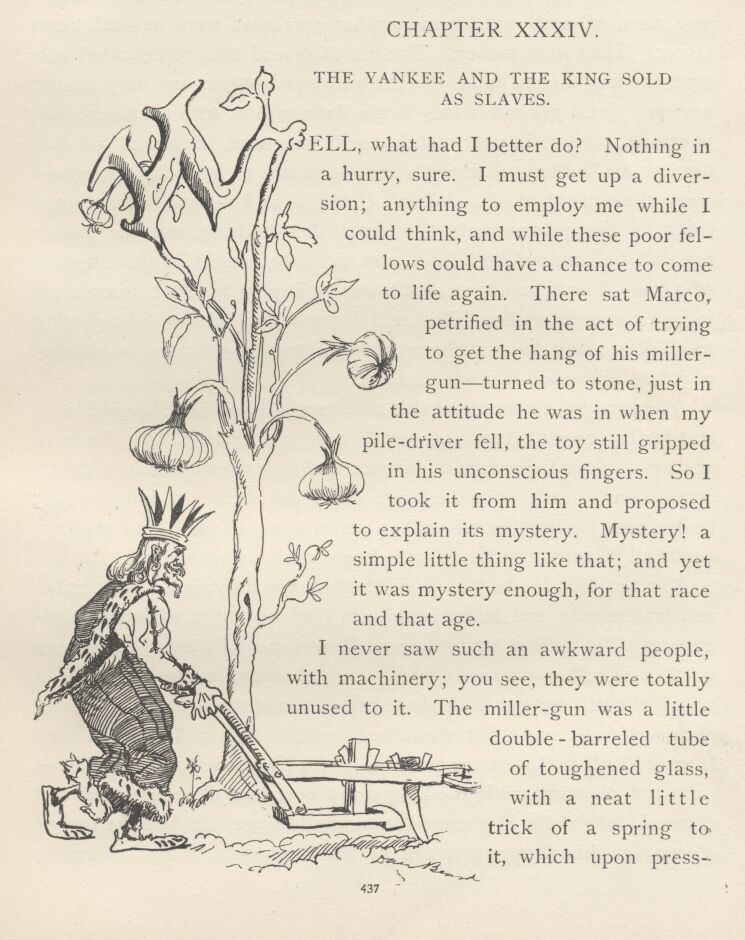 CHAPTER XXXIV.
THE YANKEE AND THE KING SOLD
AS SLAVES.
WELL, what had I better do? Nothing in
a hurry, sure. I must get up a diver-
sion; anything to employ me while I
could think, and while these poor fel-
lows could have a chance to come
to life again. There sat Marco,
petrified in the act of trying
to get the hang of his miller-
gun—turned to stone, just in
the attitude he was in when my
pile-driver fell, the toy still gripped
in his unconscious fingers. So I
took it from him and proposed
to explain its mystery. Mystery! a
simple little thing like that; and yet
it was mystery enough, for that race
and that age.
I never saw such an awkward people,
with machinery; you see, they were totally
unused to it. The miller-gun was a little
double-barreled tube
of toughened glass,
with a neat little
trick of a spring to
it, which upon press-
Dan Beard
437